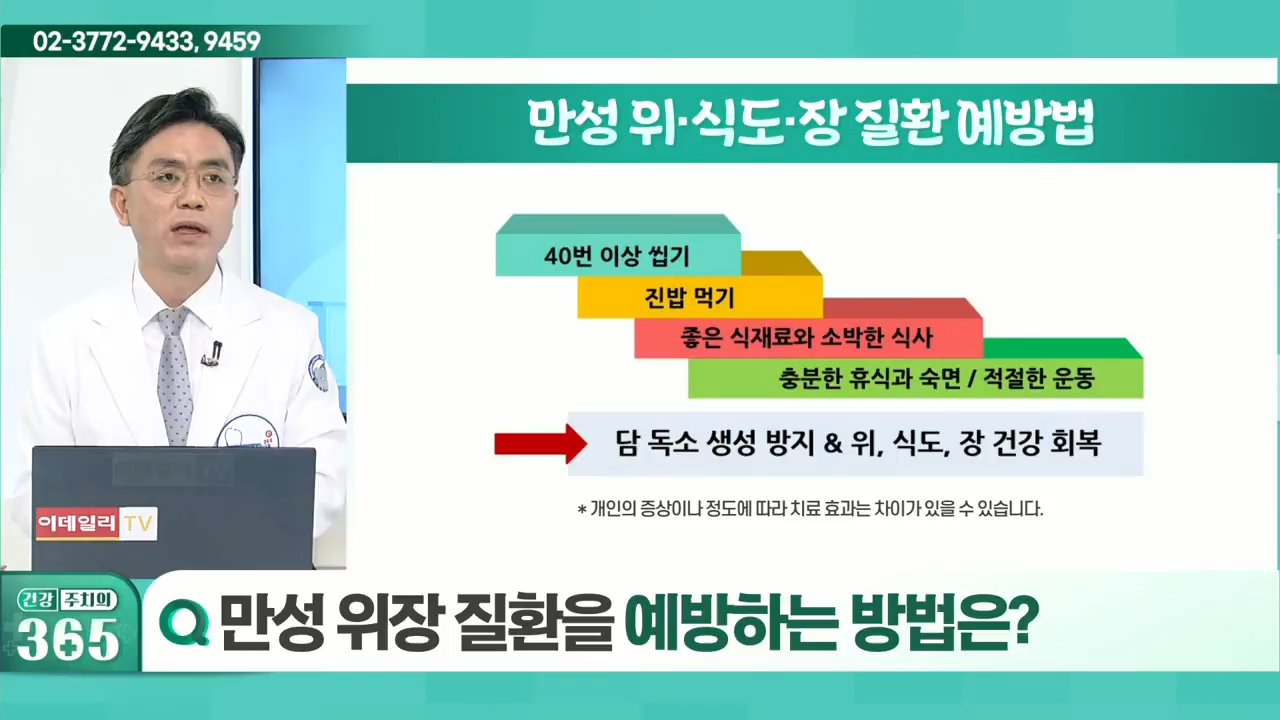 02-3772-9433, 9459
만성 위·식도·장 질환 예방법
40번 이상 씹기
진밥 먹기
좋은 식재료와 소박한 식사
충분한 휴식과 숙면 / 적절한 운동
담 독소 생성 방지 & 위, 식도, 장 건강 회복
* 개인의 증상이나 정도에 따라 치료 효과는 차이가 있을 수 있습니다.
이데일리 TV
건강 주치의
365
Q 만성 위장 질환을 예방하는 방법은?